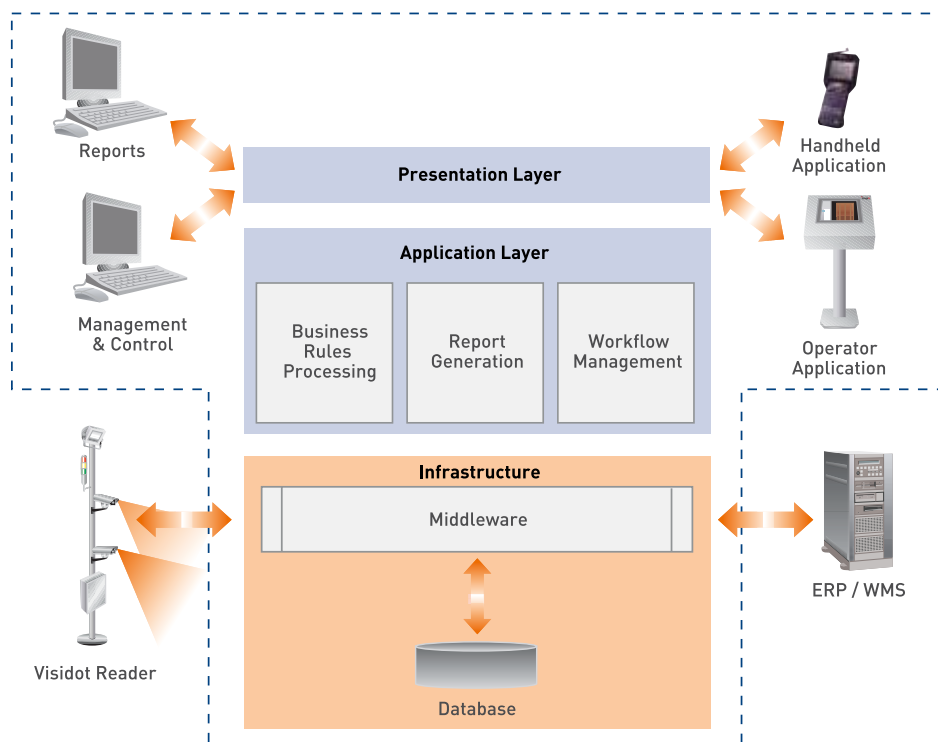 Reports
Handheld
Application
Presentation Layer
Management
& Control
Application Layer
Business
Rules
Processing
Report
Generation
Workflow
Management
Operator
Application
Infrastructure
Middleware
Visidot Reader
ERP / WMS
Database